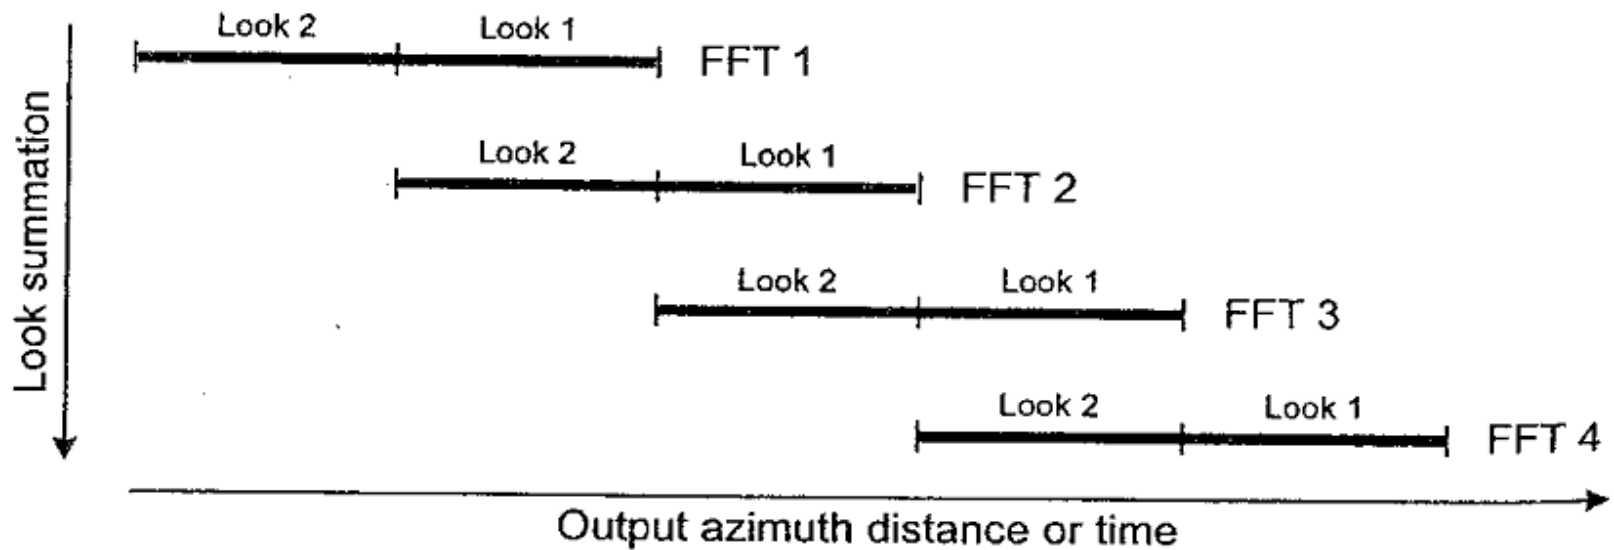 Look 2 Look 1 FFT 1
Look 2 Look 1 FFT 2
Look 2 Look 1 FFT 3
Look 2 Look 1 FFT 4
Look summation
Output azimuth distance or time